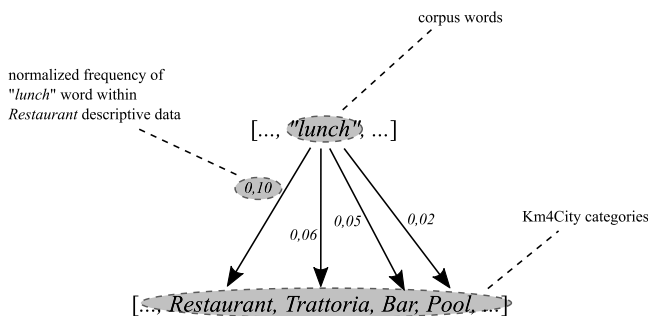 corpus words
normalized frequency of
"lunch" word within
Restaurant descriptive data
[..., "lunch", ...]
0,10
0,06
0,05
0,02
Km4City categories
[..., Restaurant, Trattoria, Bar, Pool, ...]